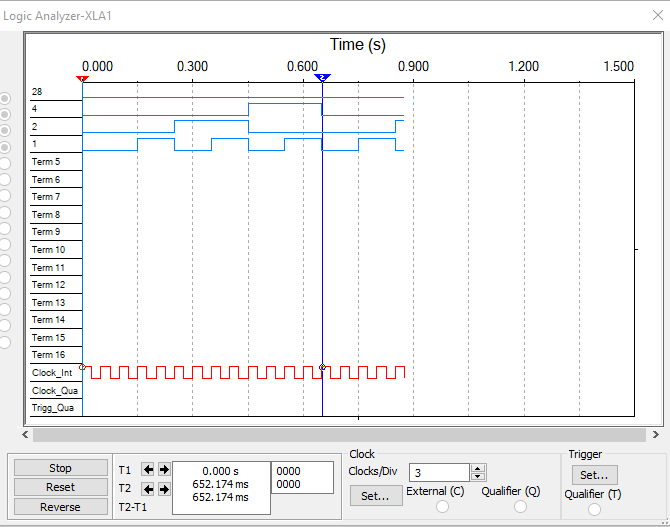 Logic Analyzer-XLA1
Time (s)
0.000 0.300 0.600 0.900 1.200 1.500
28
4
2
1
Term 5
Term 6
Term 7
Term 8
Term 9
Term 10
Term 11
Term 12
Term 13
Term 14
Term 15
Term 16
Clock_Int
Clock_Qua
Trigg_Qua
Stop
Reset
Reverse
T1
T2
T2-T1
0.000 s
652.174 ms
652.174 ms
0000
0000
Clock
Clocks/Div 3
Set...
External (C)
Qualifier (Q)
Trigger
Set...
Qualifier (T)